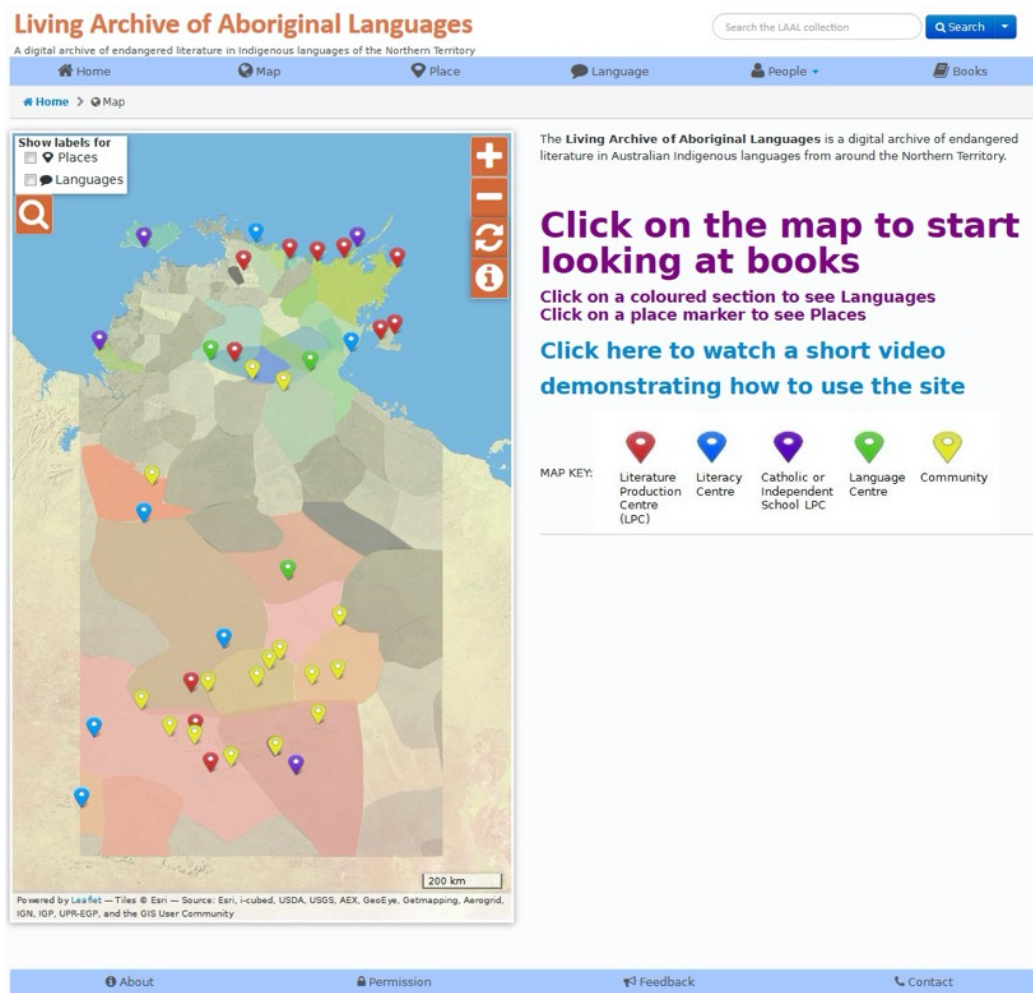 Living Archive of Aboriginal Languages
A digital archive of endangered literature in Indigenous languages of the Northern Territory
Search the LAAL collection
Search
Home
Map
Place
Language
People
Books
Home > Map
Show labels for
Places
Languages
The Living Archive of Aboriginal Languages is a digital archive of endangered
literature in Australian Indigenous languages from around the Northern Territory.
Click on the map to start
looking at books
Click on a coloured section to see Languages
Click on a place marker to see Places
Click here to watch a short video
demonstrating how to use the site
MAP KEY:
Literature
Production
Centre
(LPC)
Literacy
Centre
Catholic or
Independent
School LPC
Language
Centre
Community
200 km
Powered by Leaflet — Tiles © Esri — Source: Esri, i-cubed, USDA, USGS, AEX, GeoEye, Getmapping, Aerogrid,
IGN, IGP, UPR-EGP, and the GIS User Community
About
Permission
Feedback
Contact